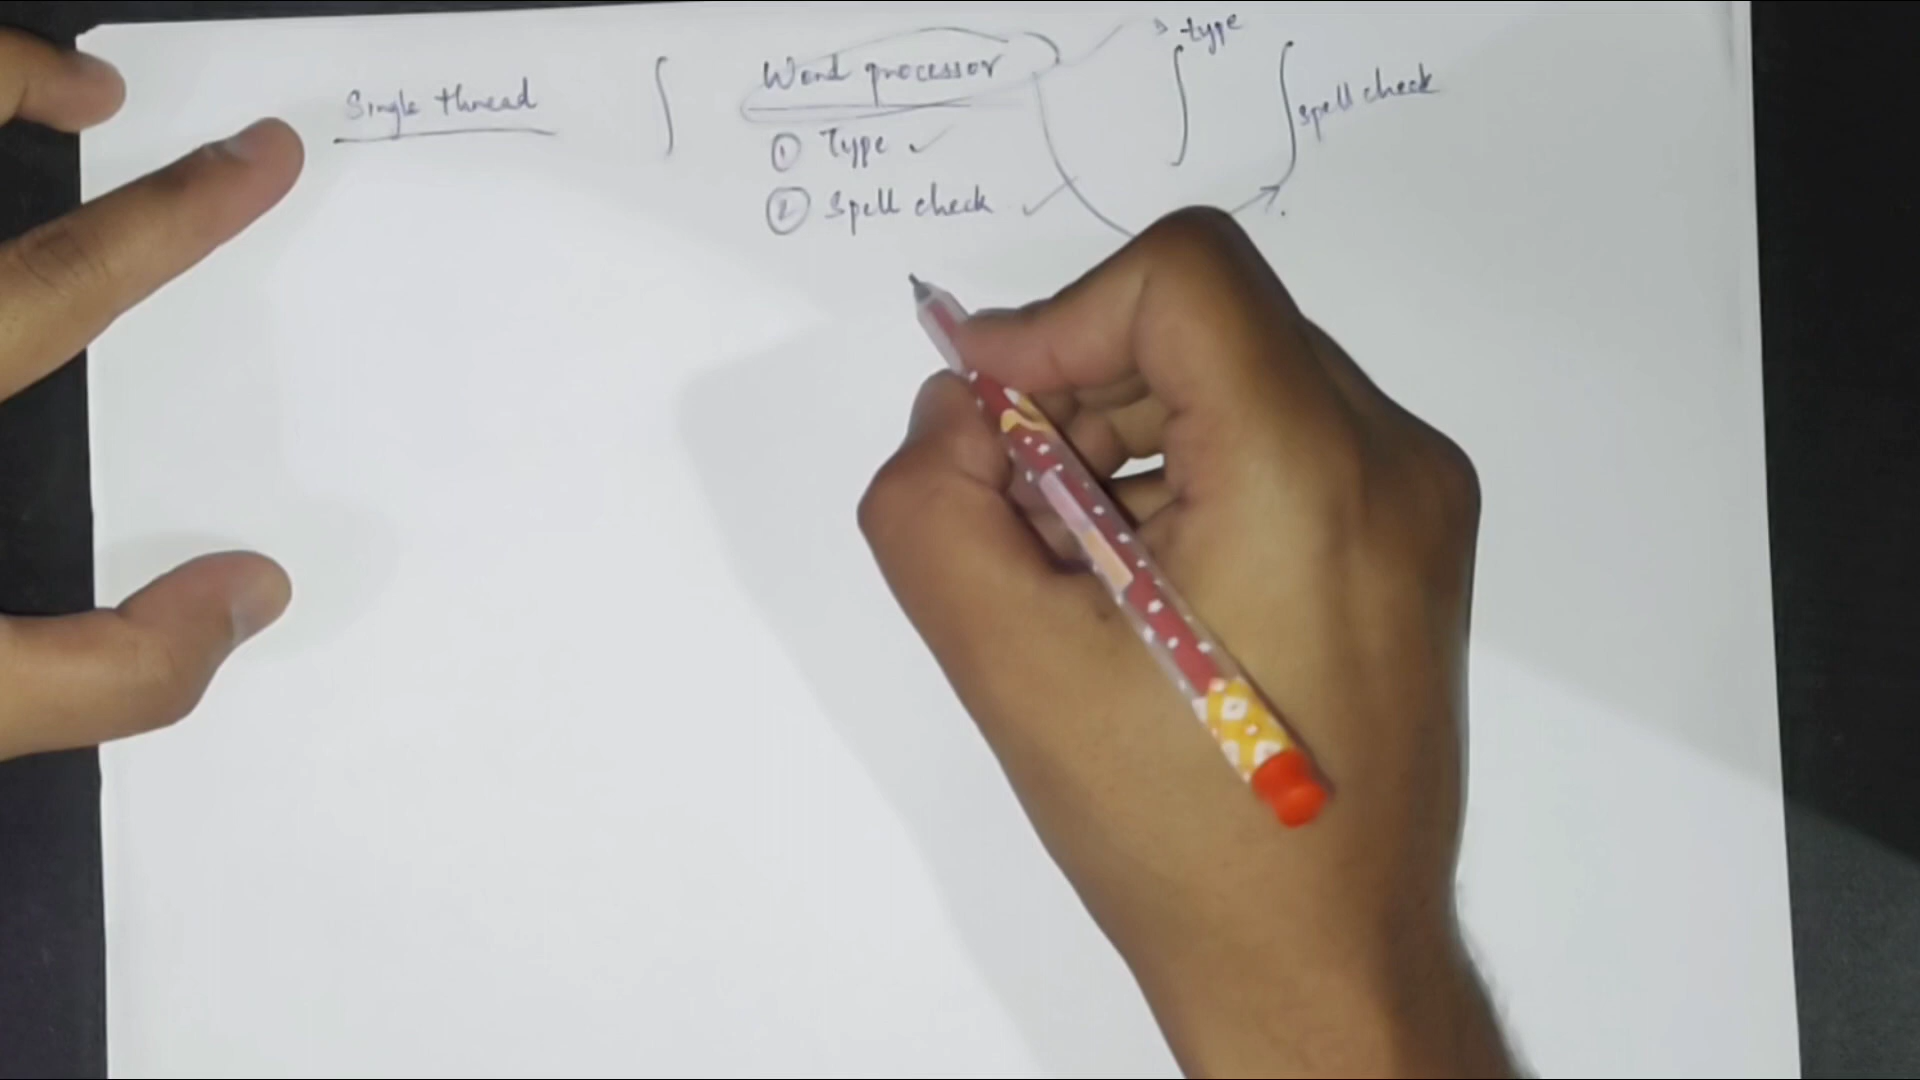 Single thread
Word processor
① Type ✓
② Spell check ✓
type
spell check